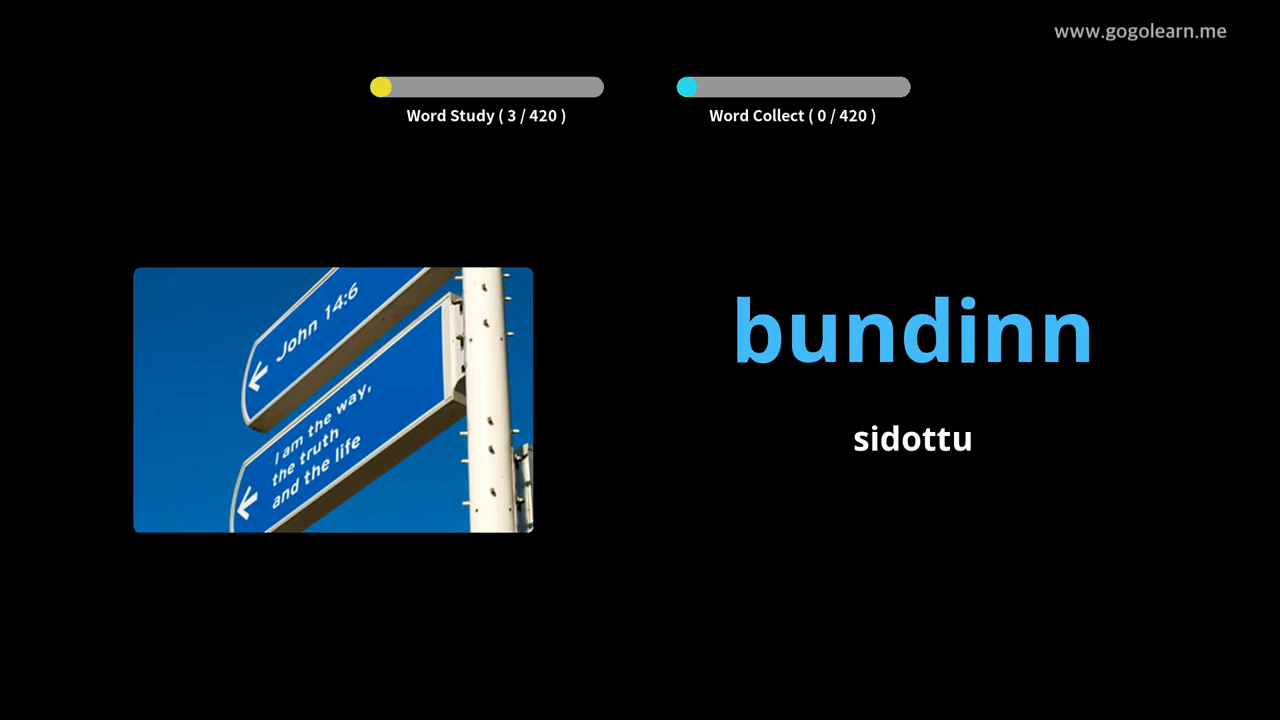 www.gogolearn.me
Word Study ( 3 / 420 )
Word Collect ( 0 / 420 )
John 14:6
I am the way,
the truth
and the life
bundinn
sidottu